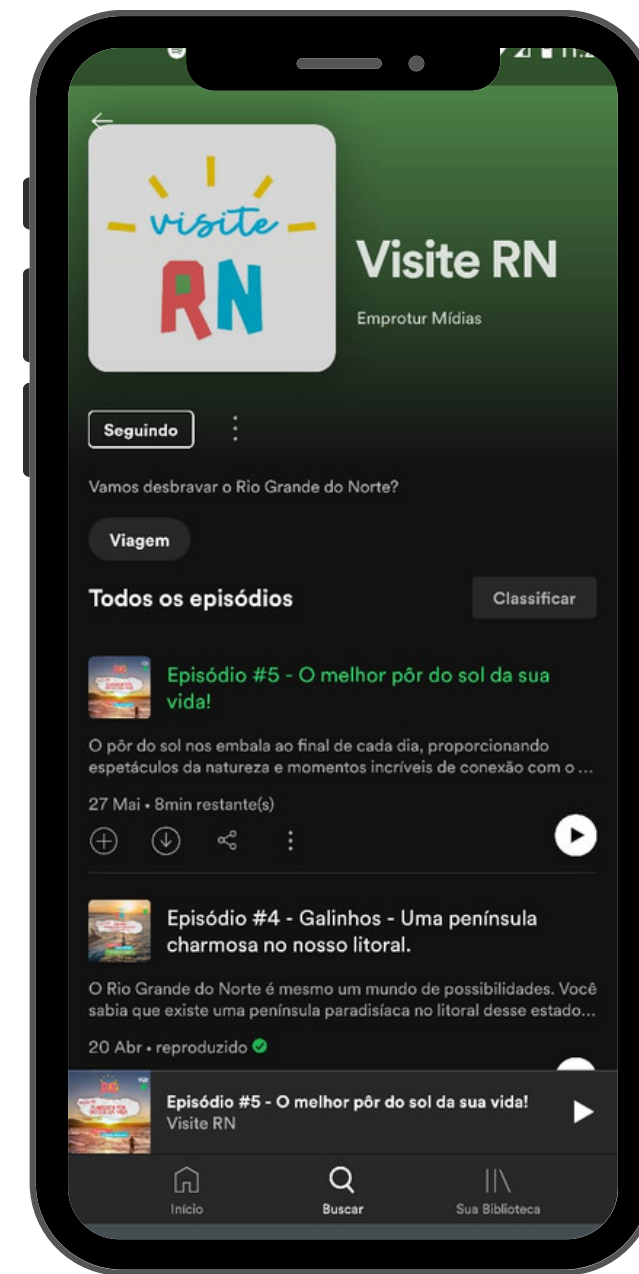 visite
RN
Visite RN
Emprotur Mídias
Seguindo
Vamos desbravar o Rio Grande do Norte?
Viagem
Todos os episódios
Classificar
Episódio #5 - O melhor pôr do sol da sua
vida!
O pôr do sol nos embala ao final de cada dia, proporcionando
espetáculos da natureza e momentos incríveis de conexão com o ...
27 Mai • 8min restante(s)
Episódio #4 - Galinhos - Uma península
charmosa no nosso litoral.
O Rio Grande do Norte é mesmo um mundo de possibilidades. Você
sabia que existe uma península paradisíaca no litoral desse estado...
20 Abr • reproduzido
Episódio #5 - O melhor pôr do sol da sua vida!
Visite RN
Início
Buscar
Sua Biblioteca